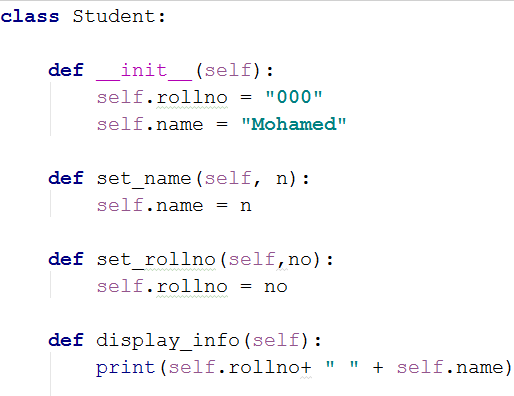 class Student:
def __init__(self):
self.rollno = "000"
self.name = "Mohamed"
def set_name(self, n):
self.name = n
def set_rollno(self,no):
self.rollno = no
def display_info(self):
print(self.rollno+ " " + self.name)